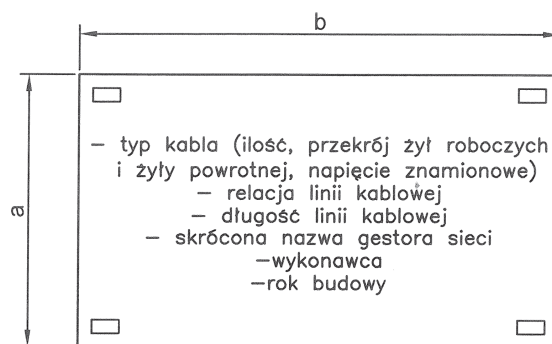 b
a
— typ kabla (ilość, przekrój żył roboczych
i żyły powrotnej, napięcie znamionowe)
— relacja linii kablowej
— długość linii kablowej
— skrócona nazwa gestora sieci
—wykonawca
—rok budowy